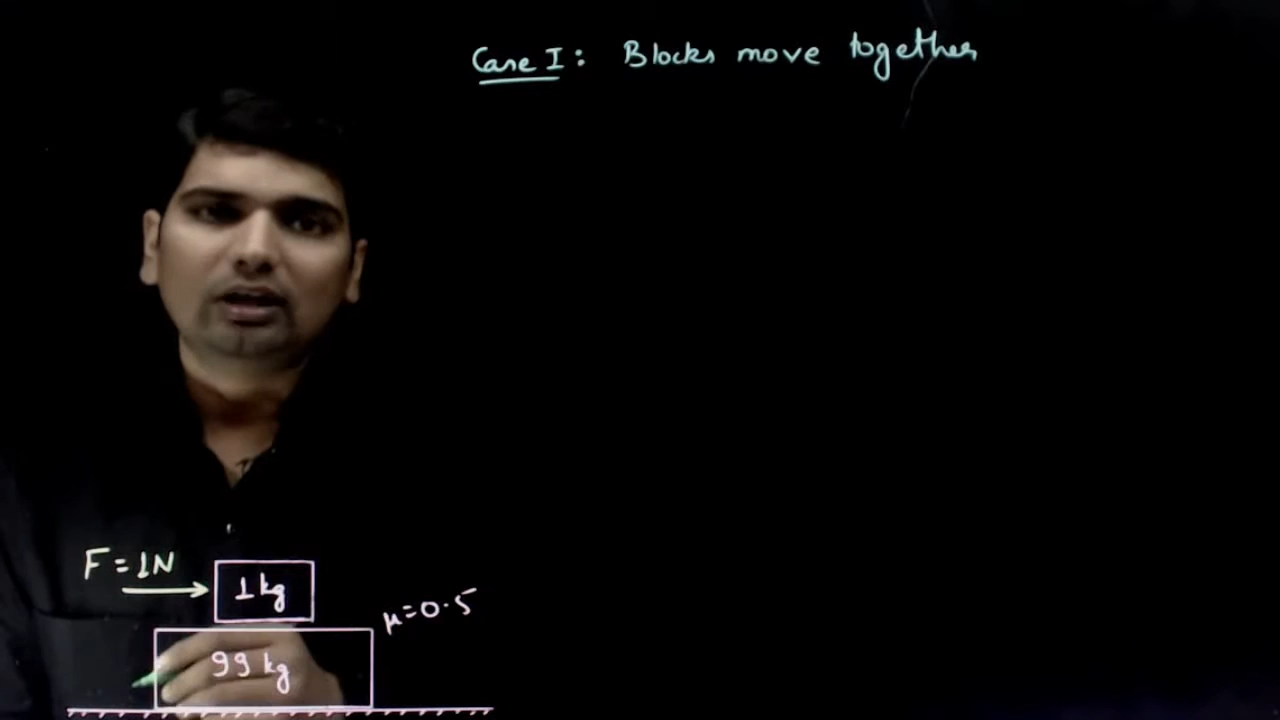 Case I: Blocks move together
F = 1N
1 kg
μ=0.5
99 kg